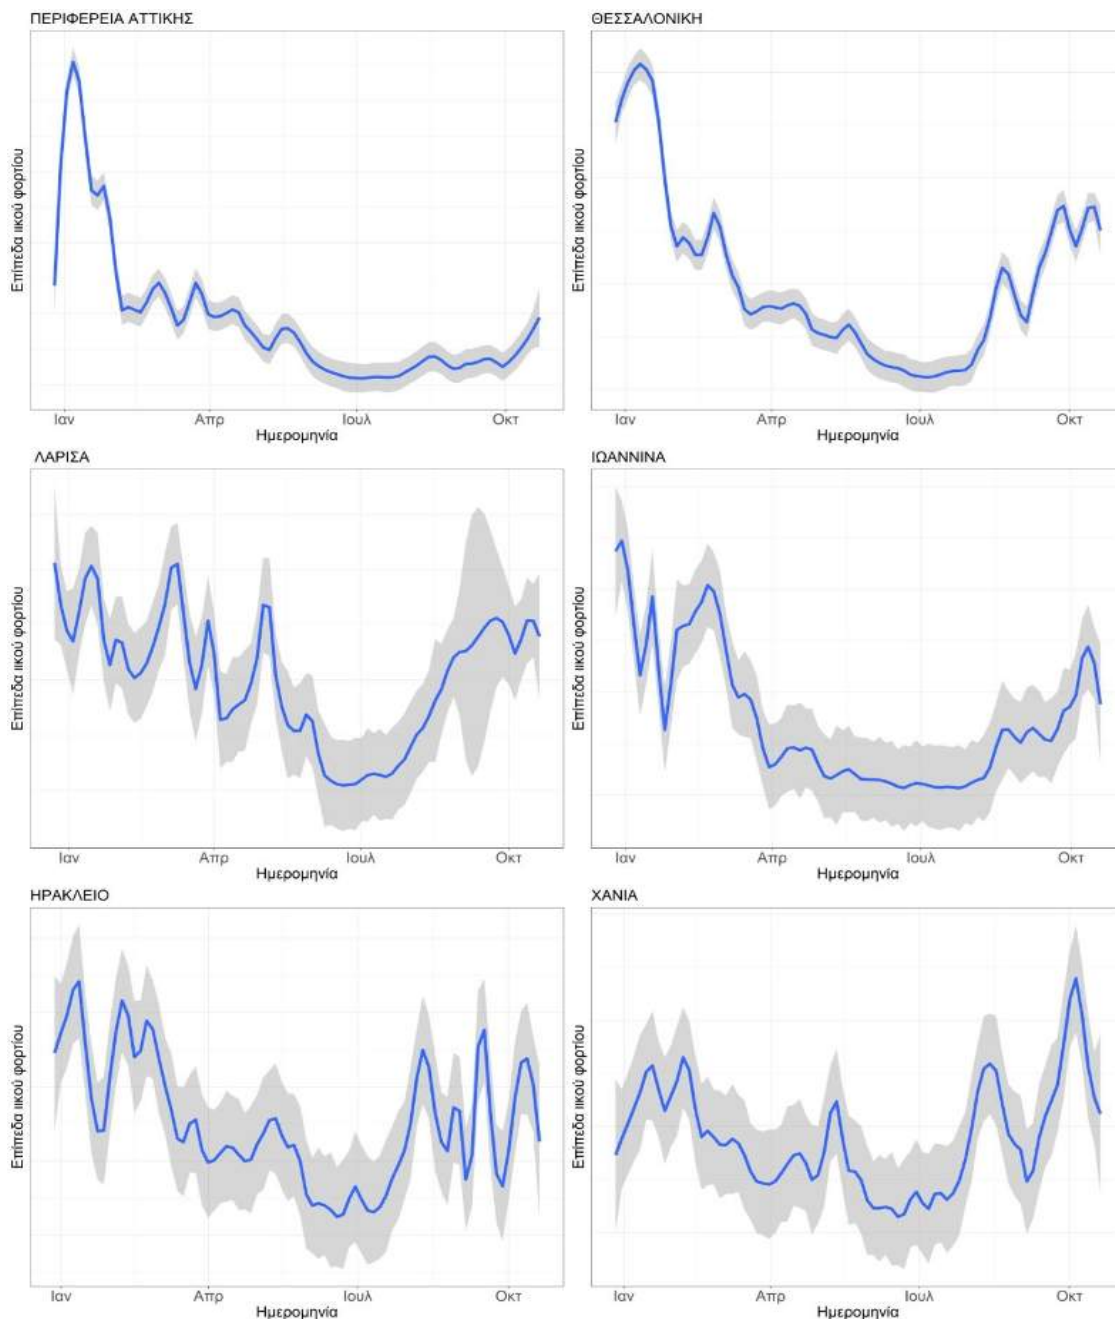 ΠΕΡΙΦΕΡΕΙΑ ΑΤΤΙΚΗΣ
Επίπεδα ιικού φορτίου
Ιαν Απρ Ιουλ Οκτ
Ημερομηνία
ΘΕΣΣΑΛΟΝΙΚΗ
Επίπεδα ιικού φορτίου
Ιαν Απρ Ιουλ Οκτ
Ημερομηνία
ΛΑΡΙΣΑ
Επίπεδα ιικού φορτίου
Ιαν Απρ Ιουλ Οκτ
Ημερομηνία
ΙΩΑΝΝΙΝΑ
Επίπεδα ιικού φορτίου
Ιαν Απρ Ιουλ Οκτ
Ημερομηνία
ΗΡΑΚΛΕΙΟ
Επίπεδα ιικού φορτίου
Ιαν Απρ Ιουλ Οκτ
Ημερομηνία
ΧΑΝΙΑ
Επίπεδα ιικού φορτίου
Ιαν Απρ Ιουλ Οκτ
Ημερομηνία